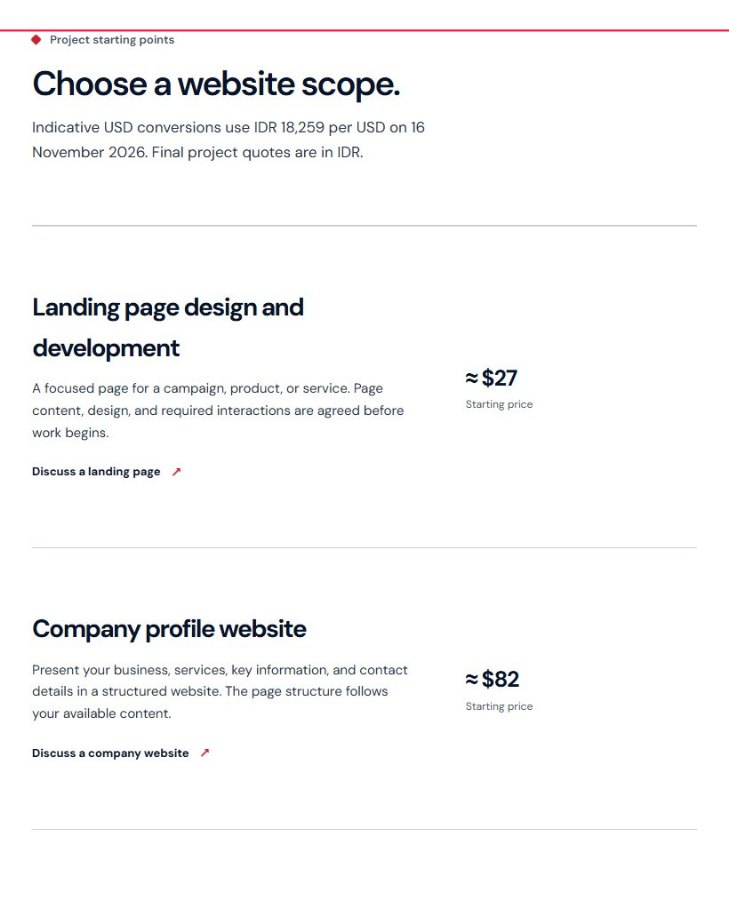 Project starting points
Choose a website scope.
Indicative USD conversions use IDR 18,259 per USD on 16
November 2026. Final project quotes are in IDR.
Landing page design and
development
A focused page for a campaign, product, or service. Page
content, design, and required interactions are agreed before
work begins.
Discuss a landing page ↗
≈ $27
Starting price
Company profile website
Present your business, services, key information, and contact
details in a structured website. The page structure follows
your available content.
Discuss a company website ↗
≈ $82
Starting price